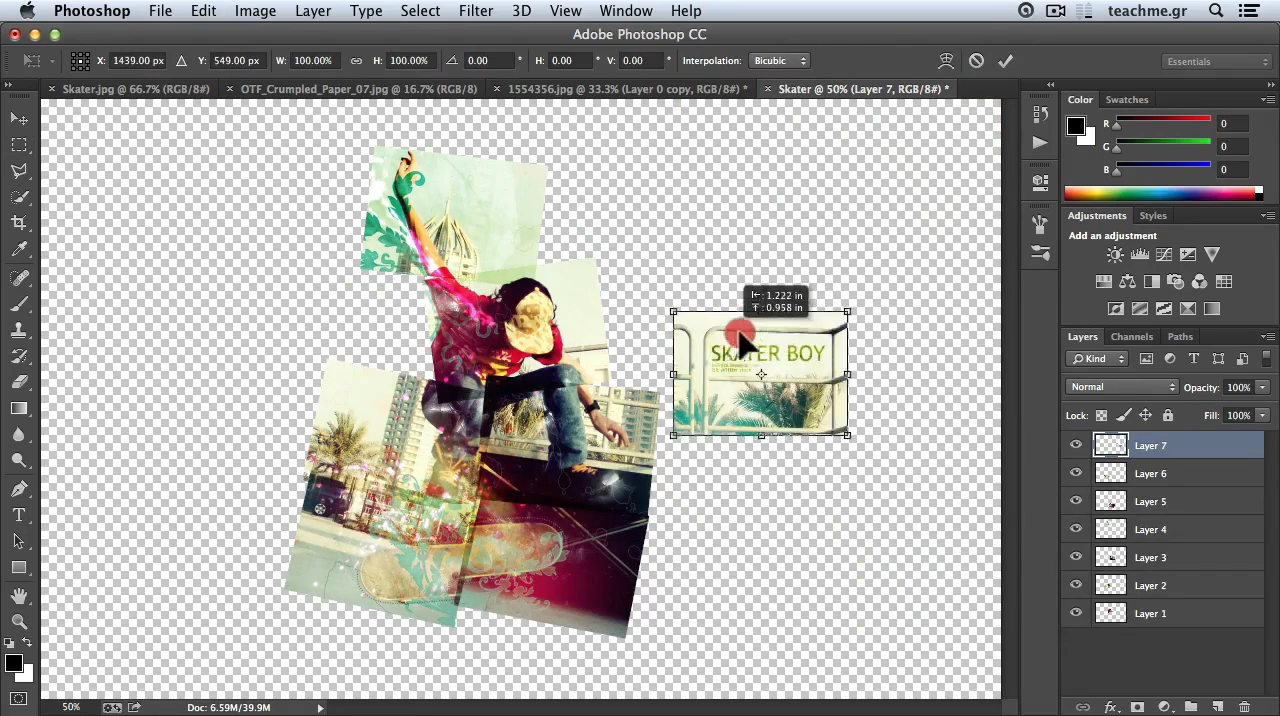 Photoshop File Edit Image Layer Type Select Filter 3D View Window Help teachme.gr
Adobe Photoshop CC
X: 1439.00 px Y: 549.00 px W: 100.00% H: 100.00% 0.00 ° H: 0.00 ° V: 0.00 ° Interpolation: Bicubic Essentials
× Skater.jpg @ 66.7% (RGB/8#) × OTF_Crumpled_Paper_07.jpg @ 16.7% (RGB/8) × 1554356.jpg @ 33.3% (Layer 0 copy, RGB/8#) * × Skater @ 50% (Layer 7, RGB/8#) *
Color Swatches
R 0
G 0
B 0
Adjustments Styles
Add an adjustment
: 1.222 in
: 0.958 in
SKATER BOY
Layers Channels Paths
Kind
Normal Opacity: 100%
Lock: Fill: 100%
Layer 7
Layer 6
Layer 5
Layer 4
Layer 3
Layer 2
Layer 1
50% Doc: 6.59M/39.9M